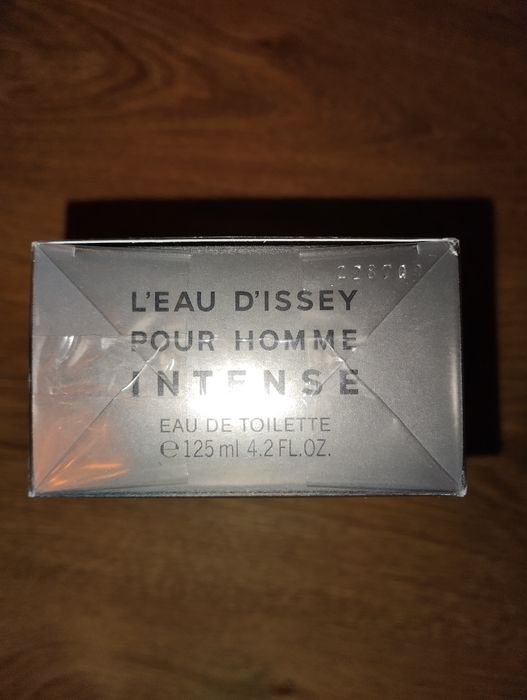 L'EAU D'ISSEY
POUR HOMME
INTENSE
EAU DE TOILETTE
℮125 ml 4.2 FL.OZ.